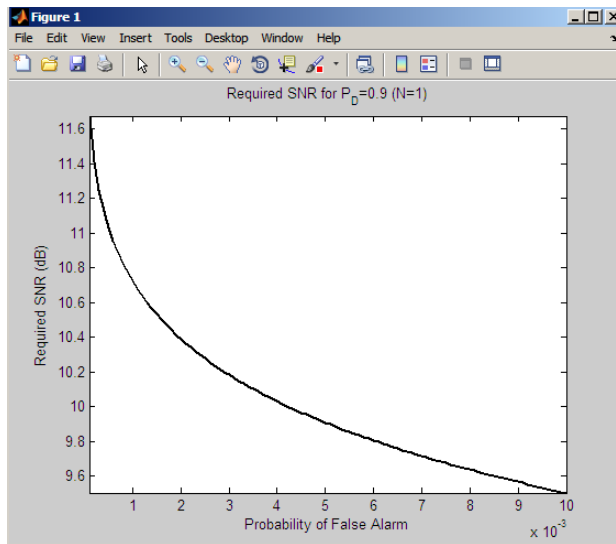 Figure 1
File Edit View Insert Tools Desktop Window Help
Required SNR for P_D=0.9 (N=1)
11.6
11.4
11.2
11
10.8
10.6
10.4
10.2
10
9.8
9.6
Required SNR (dB)
1 2 3 4 5 6 7 8 9 10
Probability of False Alarm
x 10^-3